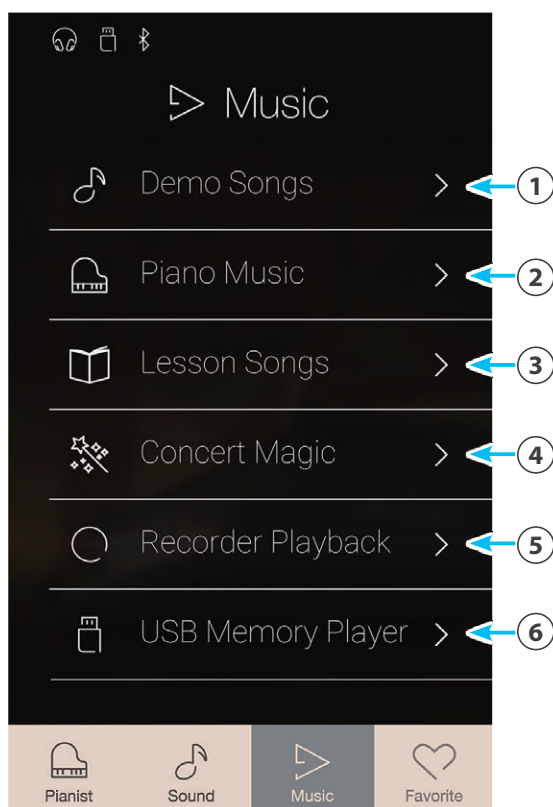 Music
Demo Songs
1
Piano Music
2
Lesson Songs
3
Concert Magic
4
Recorder Playback
5
USB Memory Player
6
Pianist Sound Music Favorite